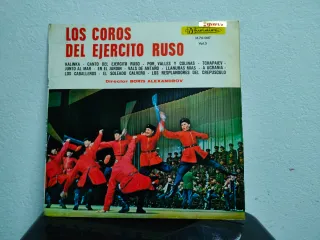 LOS COROS
DEL EJERCITO RUSO
Vol. 2
KALINKA - CANTO DEL EJERCITO RUSO - POR VALLES Y COLINAS - TCHAPAIEV
JUNTO AL MAR - EN EL JARDIN - VALS DE ANTAÑO - LLANURAS MIAS - A UCRANIA
LOS CABALLEROS - EL SOLDADO CALVERO - LOS RESPLANDORES DEL CREPUSCULO
Director BORIS ALEXANDROV